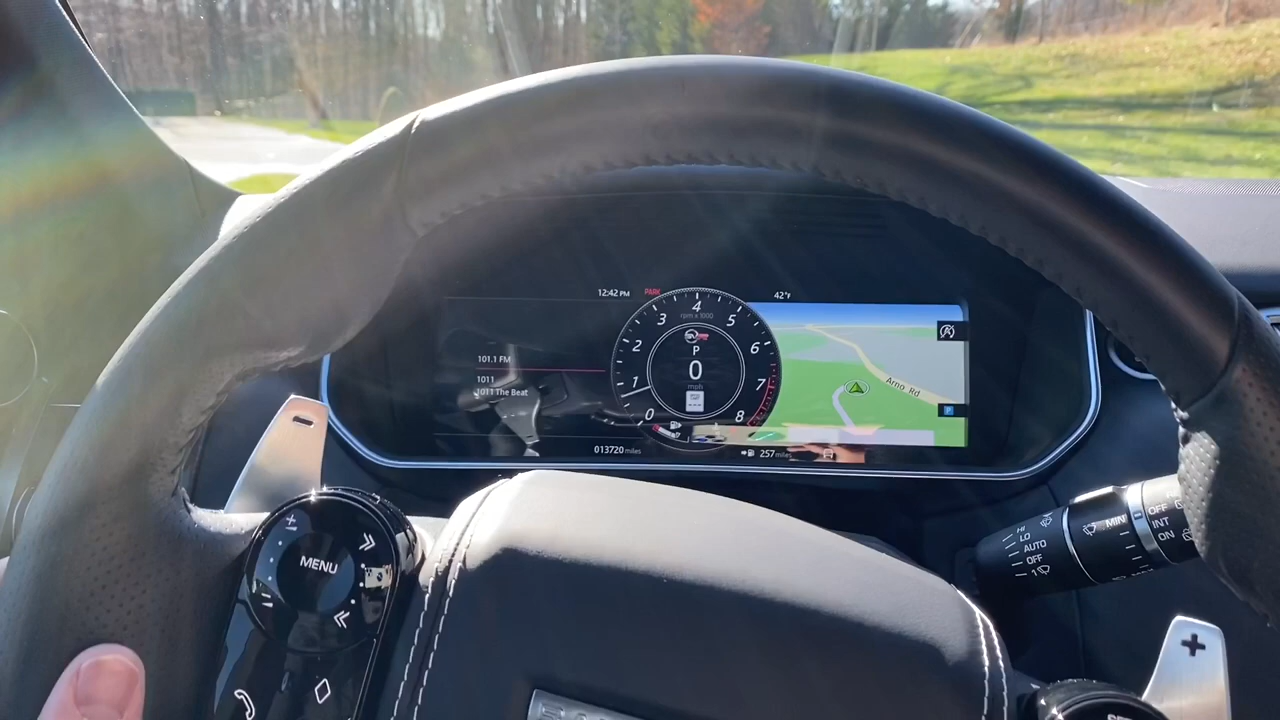 12:42 PM
PARK
42°F
4
3
5
rpm x 1000
2
6
P
101.1 FM
0
1011
1
7
mph
1011 The Beat
0
8
Arno Rd
P
013720 miles
257 miles
MENU
HI
LO
AUTO
OFF
1
MIN
OFF
INT
ON